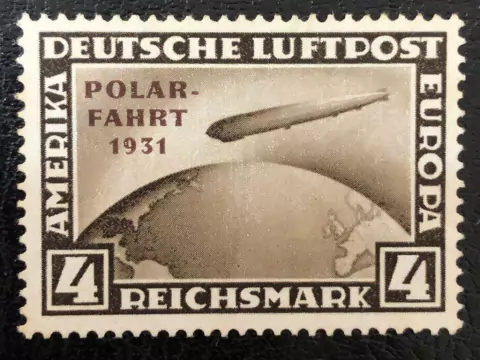 DEUTSCHE LUFTPOST
AMERIKA
POLAR-
FAHRT
1931
EUROPA
4 REICHSMARK 4